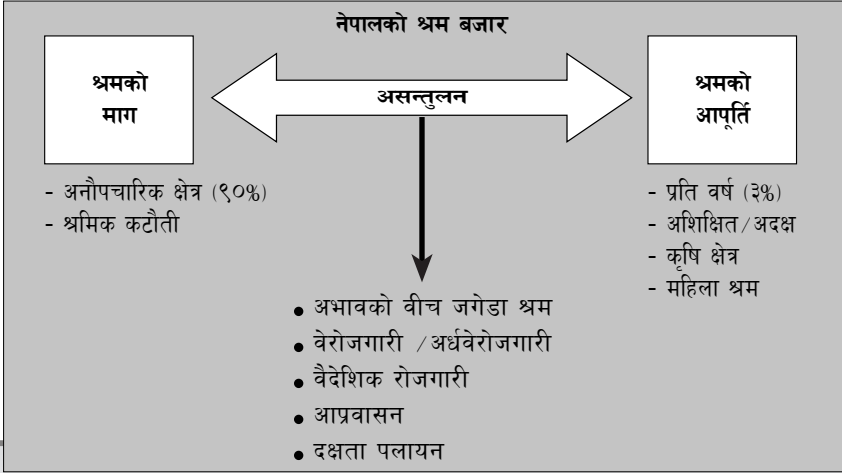 नेपालको श्रम बजार
श्रमको
माग
असन्तुलन
श्रमको
आपूर्ति
- अनौपचारिक क्षेत्र (९०%)
- श्रमिक कटौती
- प्रति वर्ष (३%)
- अशिक्षित/अदक्ष
- कृषि क्षेत्र
- महिला श्रम
● अभावको वीच जगेडा श्रम
● वेरोजगारी /अर्धवेरोजगारी
● वैदेशिक रोजगारी
● आप्रवासन
● दक्षता पलायन